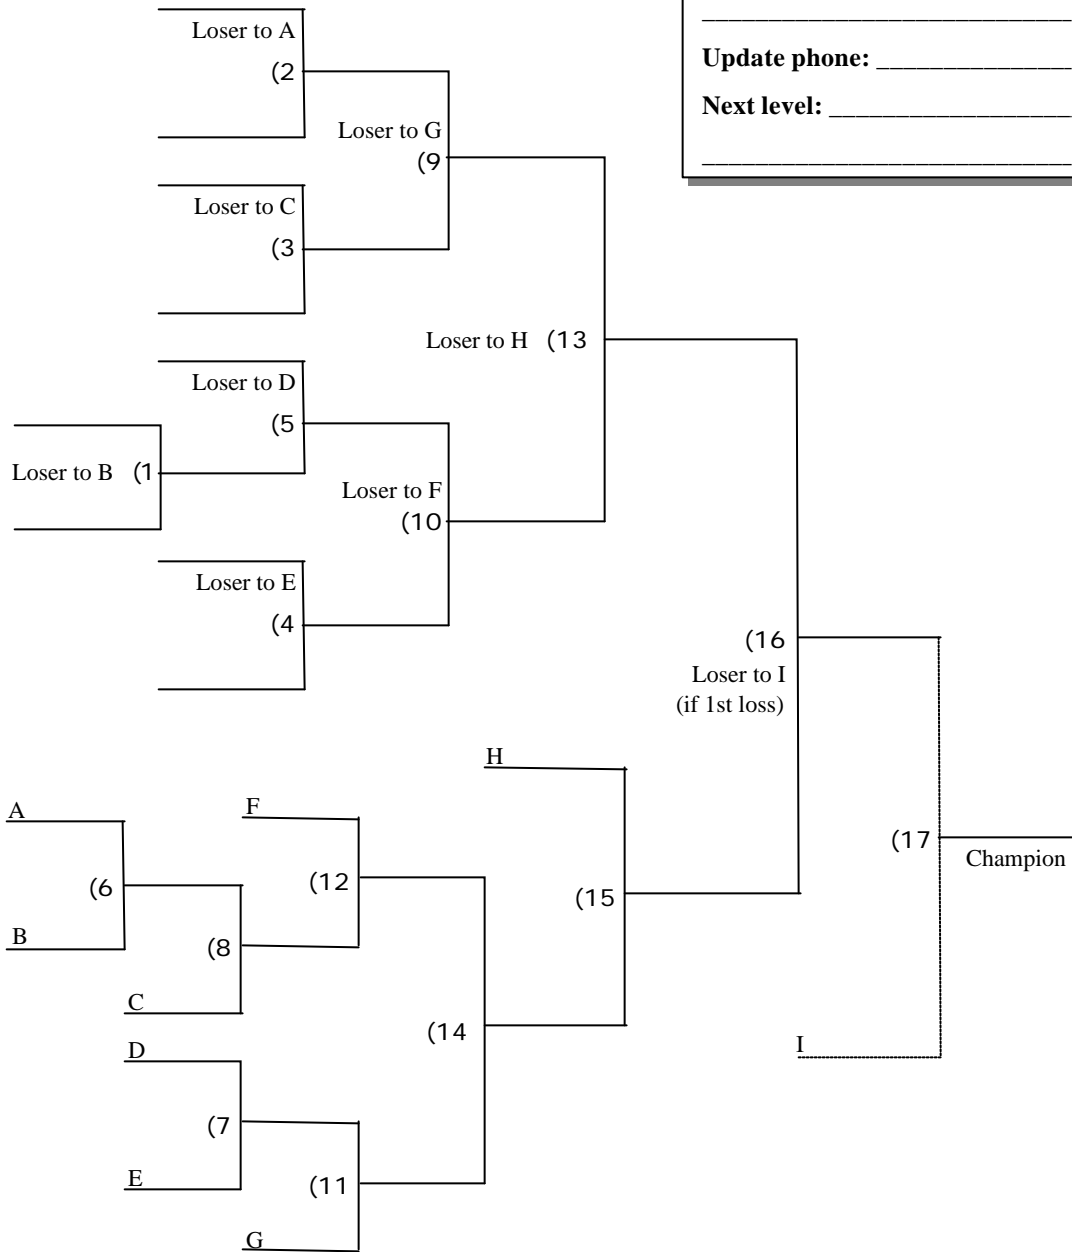 Loser to A
(2
Update phone: _______________
Next level: __________________
Loser to G
(9
Loser to C
(3
Loser to H (13
Loser to D
(5
Loser to B (1
Loser to F
(10
Loser to E
(4
(16
Loser to I
(if 1st loss)
H
A
F
(17
Champion
(6
(12
(15
B
(8
C
(14
D
I
(7
E
(11
G